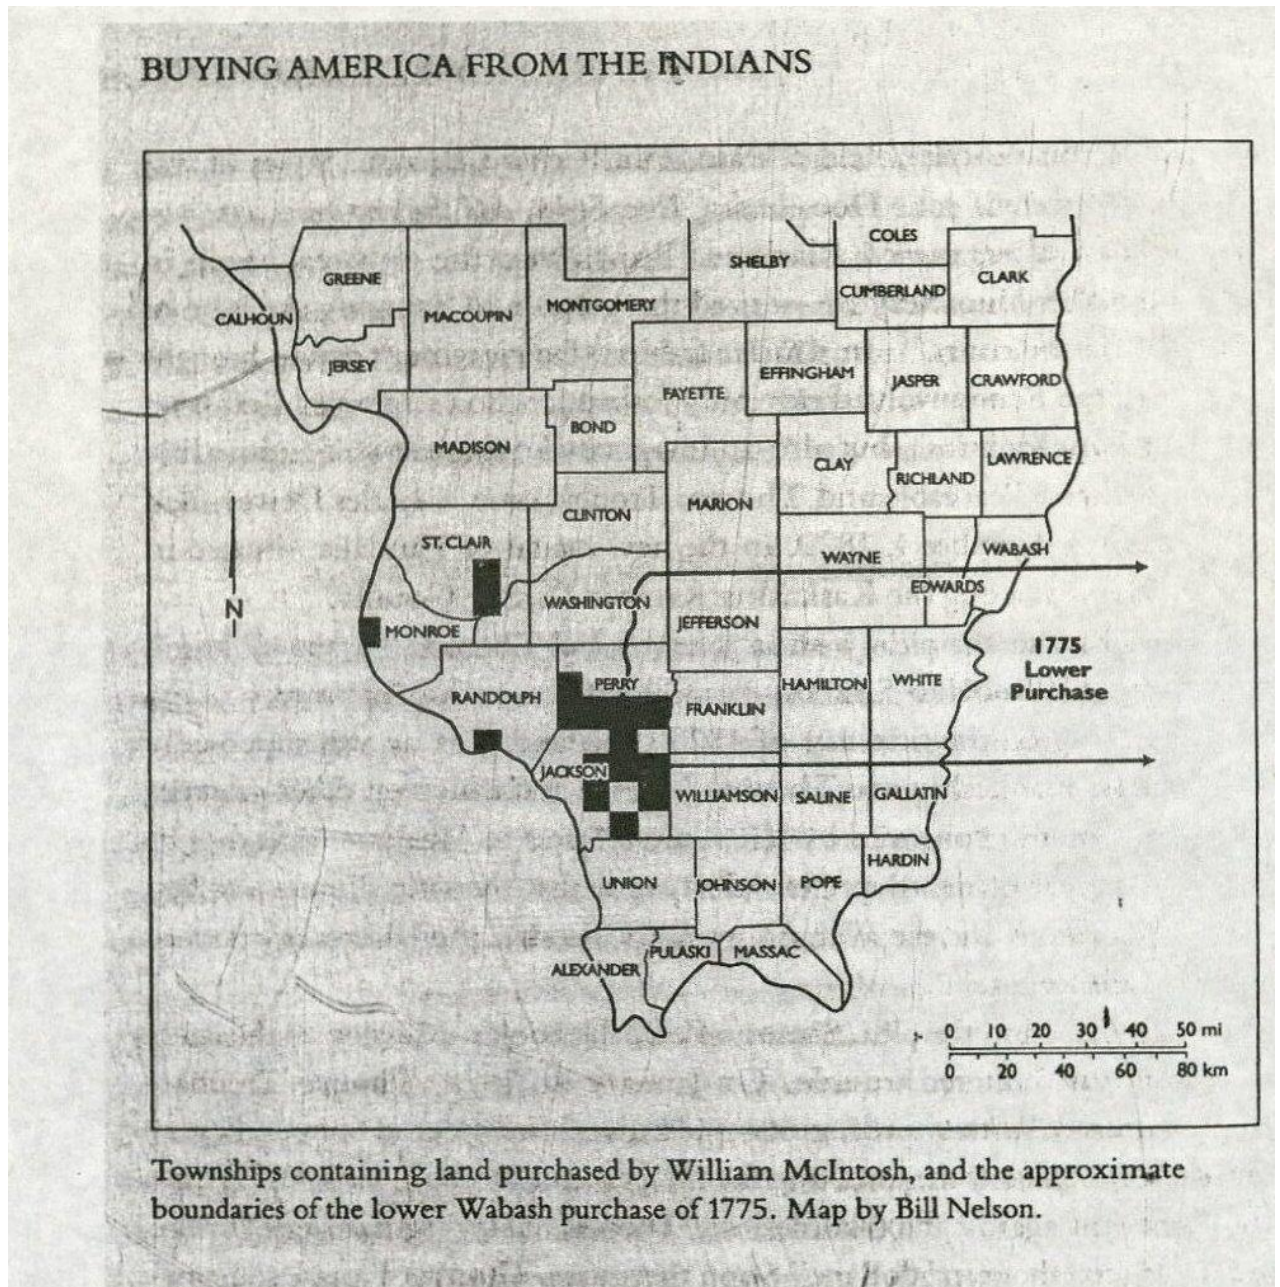 BUYING AMERICA FROM THE INDIANS
COLES
SHELBY
GREENE
CLARK
CUMBERLAND
MONTGOMERY
CALHOUN
MACOUPIN
JERSEY
EFFINGHAM
JASPER
CRAWFORD
FAYETTE
BOND
MADISON
CLAY
LAWRENCE
RICHLAND
MARION
CLINTON
ST. CLAIR
WAYNE
WABASH
EDWARDS
WASHINGTON
N
MONROE
JEFFERSON
1775
Lower
Purchase
RANDOLPH
PERRY
HAMILTON
WHITE
FRANKLIN
JACKSON
WILLIAMSON
SALINE
GALLATIN
HARDIN
UNION
JOHNSON
POPE
PULASKI
MASSAC
ALEXANDER
0 10 20 30 40 50 mi
0 20 40 60 80 km
Townships containing land purchased by William McIntosh, and the approximate
boundaries of the lower Wabash purchase of 1775. Map by Bill Nelson.